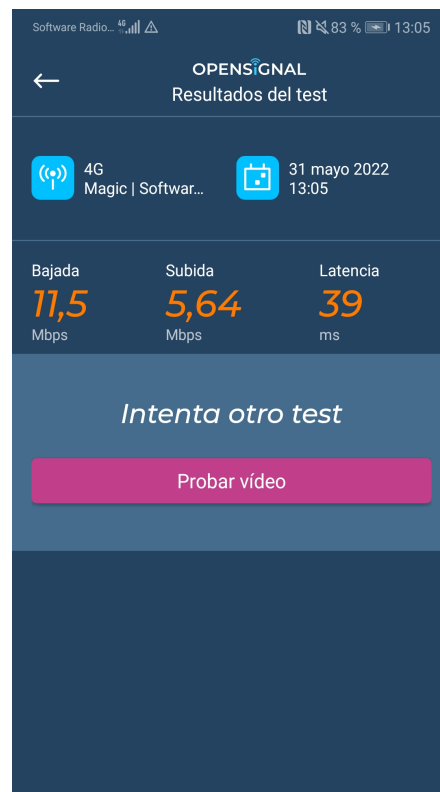 Software Radio... 4G 83 % 13:05
OPENSIGNAL
Resultados del test
4G
Magic | Softwar...
31 mayo 2022
13:05
Bajada Subida Latencia
11,5 5,64 39
Mbps Mbps ms
Intenta otro test
Probar vídeo